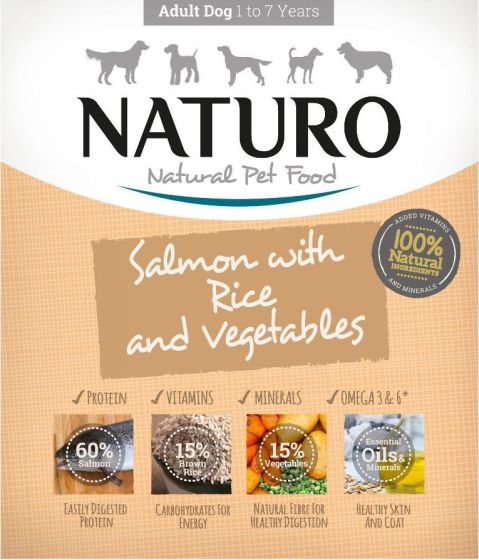 Adult Dog 1 to 7 Years
NATURO
Natural Pet Food
ADDED VITAMINS
100%
Natural
INGREDIENTS
AND MINERALS
Salmon with
Rice
and Vegetables
✓ PROTEIN
✓ VITAMINS
✓ MINERALS
✓ OMEGA 3 & 6*
60%
Salmon
15%
Brown
Rice
15%
Vegetables
Essential
Oils &
Minerals
EASILY DIGESTED
PROTEIN
CARBOHYDRATES FOR
ENERGY
NATURAL FIBRE FOR
HEALTHY DIGESTION
HEALTHY SKIN
AND COAT